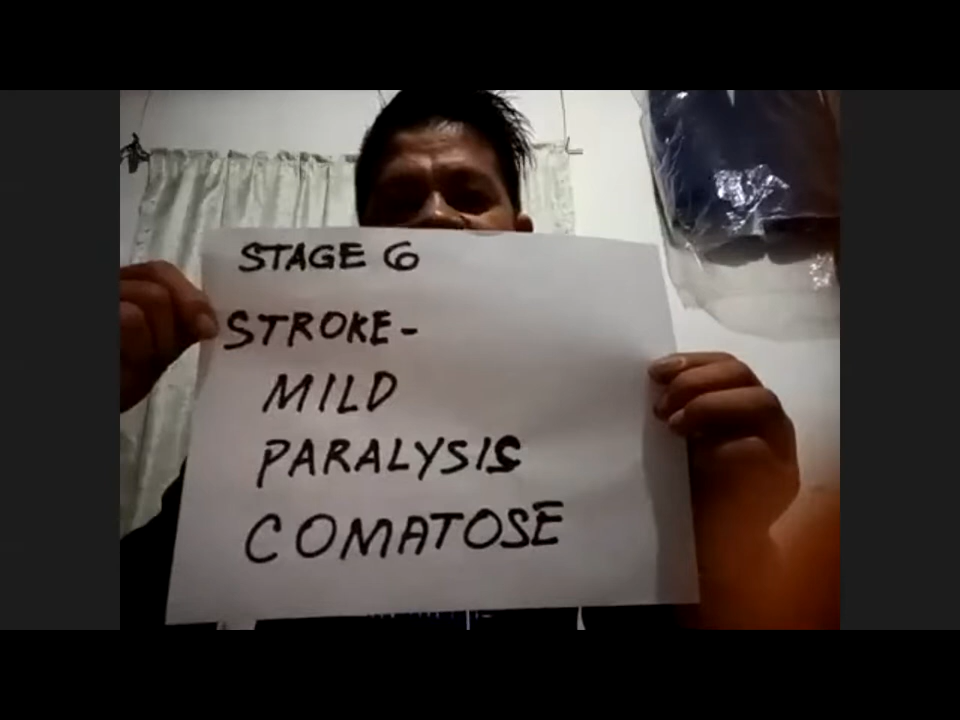 STAGE 6
STROKE-
MILD
PARALYSIS
COMATOSE